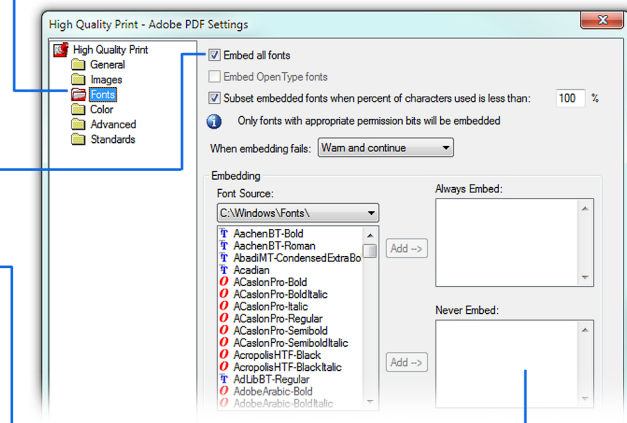 High Quality Print - Adobe PDF Settings
High Quality Print
General
Images
Fonts
Color
Advanced
Standards
Embed all fonts
Embed OpenType fonts
Subset embedded fonts when percent of characters used is less than: 100 %
Only fonts with appropriate permission bits will be embedded
When embedding fails: Warn and continue
Embedding
Font Source:
C:\Windows\Fonts\
AachenBT-Bold
AachenBT-Roman
AbadiMT-CondensedExtraBo
Acadian
ACaslonPro-Bold
ACaslonPro-BoldItalic
ACaslonPro-Italic
ACaslonPro-Regular
ACaslonPro-Semibold
ACaslonPro-SemiboldItalic
AcropolisHTF-Black
AcropolisHTF-BlackItalic
AdLibBT-Regular
AdobeArabic-Bold
AdobeArabic-BoldItalic
Add -->
Add -->
Always Embed:
Never Embed: